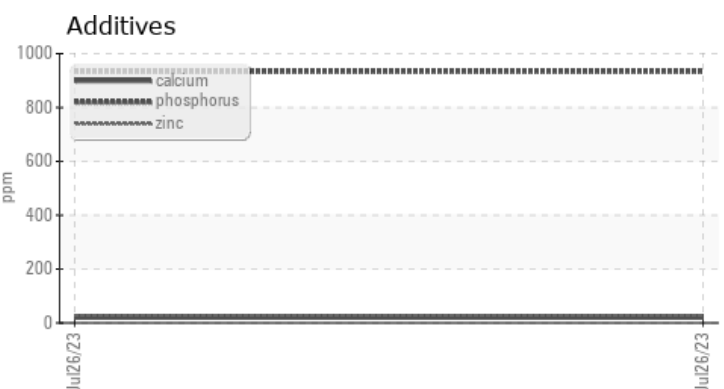 Additives
1000
calcium
phosphorus
zinc
800
600
ppm
400
200
0
Jul26/23
Jul26/23